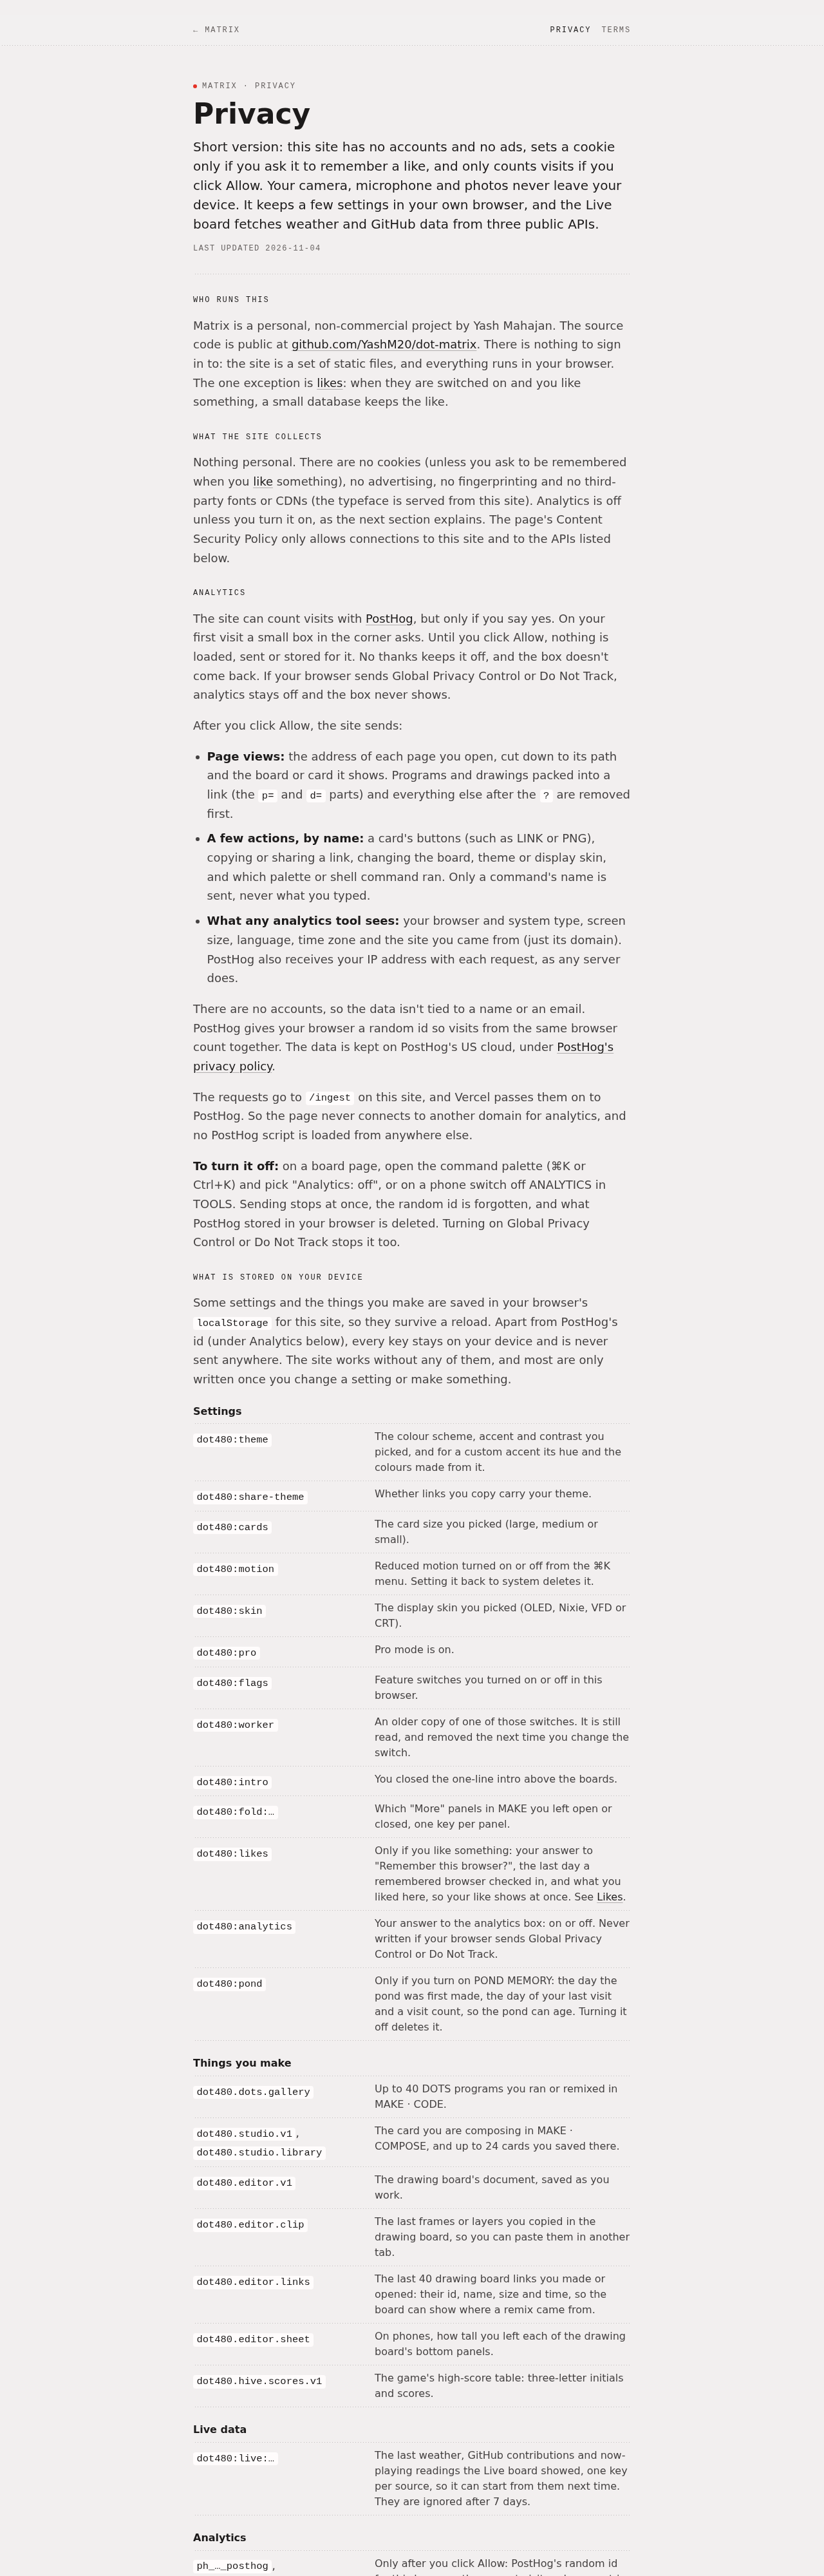 ← MATRIX
PRIVACY TERMS
MATRIX · PRIVACY
Privacy
Short version: this site has no accounts and no ads, sets a cookie
only if you ask it to remember a like, and only counts visits if you
click Allow. Your camera, microphone and photos never leave your
device. It keeps a few settings in your own browser, and the Live
board fetches weather and GitHub data from three public APIs.
LAST UPDATED 2026-11-04
WHO RUNS THIS
Matrix is a personal, non-commercial project by Yash Mahajan. The source
code is public at github.com/YashM20/dot-matrix. There is nothing to sign
in to: the site is a set of static files, and everything runs in your browser.
The one exception is likes: when they are switched on and you like
something, a small database keeps the like.
WHAT THE SITE COLLECTS
Nothing personal. There are no cookies (unless you ask to be remembered
when you like something), no advertising, no fingerprinting and no third-
party fonts or CDNs (the typeface is served from this site). Analytics is off
unless you turn it on, as the next section explains. The page's Content
Security Policy only allows connections to this site and to the APIs listed
below.
ANALYTICS
The site can count visits with PostHog, but only if you say yes. On your
first visit a small box in the corner asks. Until you click Allow, nothing is
loaded, sent or stored for it. No thanks keeps it off, and the box doesn't
come back. If your browser sends Global Privacy Control or Do Not Track,
analytics stays off and the box never shows.
After you click Allow, the site sends:
• Page views: the address of each page you open, cut down to its path
and the board or card it shows. Programs and drawings packed into a
link (the p= and d= parts) and everything else after the ? are removed
first.
• A few actions, by name: a card's buttons (such as LINK or PNG),
copying or sharing a link, changing the board, theme or display skin,
and which palette or shell command ran. Only a command's name is
sent, never what you typed.
• What any analytics tool sees: your browser and system type, screen
size, language, time zone and the site you came from (just its domain).
PostHog also receives your IP address with each request, as any server
does.
There are no accounts, so the data isn't tied to a name or an email.
PostHog gives your browser a random id so visits from the same browser
count together. The data is kept on PostHog's US cloud, under PostHog's
privacy policy.
The requests go to /ingest on this site, and Vercel passes them on to
PostHog. So the page never connects to another domain for analytics, and
no PostHog script is loaded from anywhere else.
To turn it off: on a board page, open the command palette (⌘K or
Ctrl+K) and pick "Analytics: off", or on a phone switch off ANALYTICS in
TOOLS. Sending stops at once, the random id is forgotten, and what
PostHog stored in your browser is deleted. Turning on Global Privacy
Control or Do Not Track stops it too.
WHAT IS STORED ON YOUR DEVICE
Some settings and the things you make are saved in your browser's
localStorage for this site, so they survive a reload. Apart from PostHog's
id (under Analytics below), every key stays on your device and is never
sent anywhere. The site works without any of them, and most are only
written once you change a setting or make something.
Settings
dot480:theme
The colour scheme, accent and contrast you
picked, and for a custom accent its hue and the
colours made from it.
dot480:share-theme
Whether links you copy carry your theme.
dot480:cards
The card size you picked (large, medium or
small).
dot480:motion
Reduced motion turned on or off from the ⌘K
menu. Setting it back to system deletes it.
dot480:skin
The display skin you picked (OLED, Nixie, VFD or
CRT).
dot480:pro
Pro mode is on.
dot480:flags
Feature switches you turned on or off in this
browser.
dot480:worker
An older copy of one of those switches. It is still
read, and removed the next time you change the
switch.
dot480:intro
You closed the one-line intro above the boards.
dot480:fold:…
Which "More" panels in MAKE you left open or
closed, one key per panel.
dot480:likes
Only if you like something: your answer to
"Remember this browser?", the last day a
remembered browser checked in, and what you
liked here, so your like shows at once. See Likes.
dot480:analytics
Your answer to the analytics box: on or off. Never
written if your browser sends Global Privacy
Control or Do Not Track.
dot480:pond
Only if you turn on POND MEMORY: the day the
pond was first made, the day of your last visit
and a visit count, so the pond can age. Turning it
off deletes it.
Things you make
dot480.dots.gallery
Up to 40 DOTS programs you ran or remixed in
MAKE · CODE.
dot480.studio.v1,
dot480.studio.library
The card you are composing in MAKE ·
COMPOSE, and up to 24 cards you saved there.
dot480.editor.v1
The drawing board's document, saved as you
work.
dot480.editor.clip
The last frames or layers you copied in the
drawing board, so you can paste them in another
tab.
dot480.editor.links
The last 40 drawing board links you made or
opened: their id, name, size and time, so the
board can show where a remix came from.
dot480.editor.sheet
On phones, how tall you left each of the drawing
board's bottom panels.
dot480.hive.scores.v1
The game's high-score table: three-letter initials
and scores.
Live data
dot480:live:…
The last weather, GitHub contributions and now-
playing readings the Live board showed, one key
per source, so it can start from them next time.
They are ignored after 7 days.
Analytics
ph_…_posthog,
Only after you click Allow: PostHog's random id